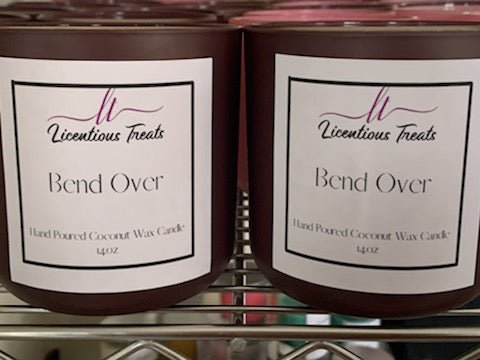 lt
Licentious Treats
Bend Over
Hand Poured Coconut Wax Candle
14oz
lt
Licentious Treats
Bend Over
Hand Poured Coconut Wax Candle
14oz